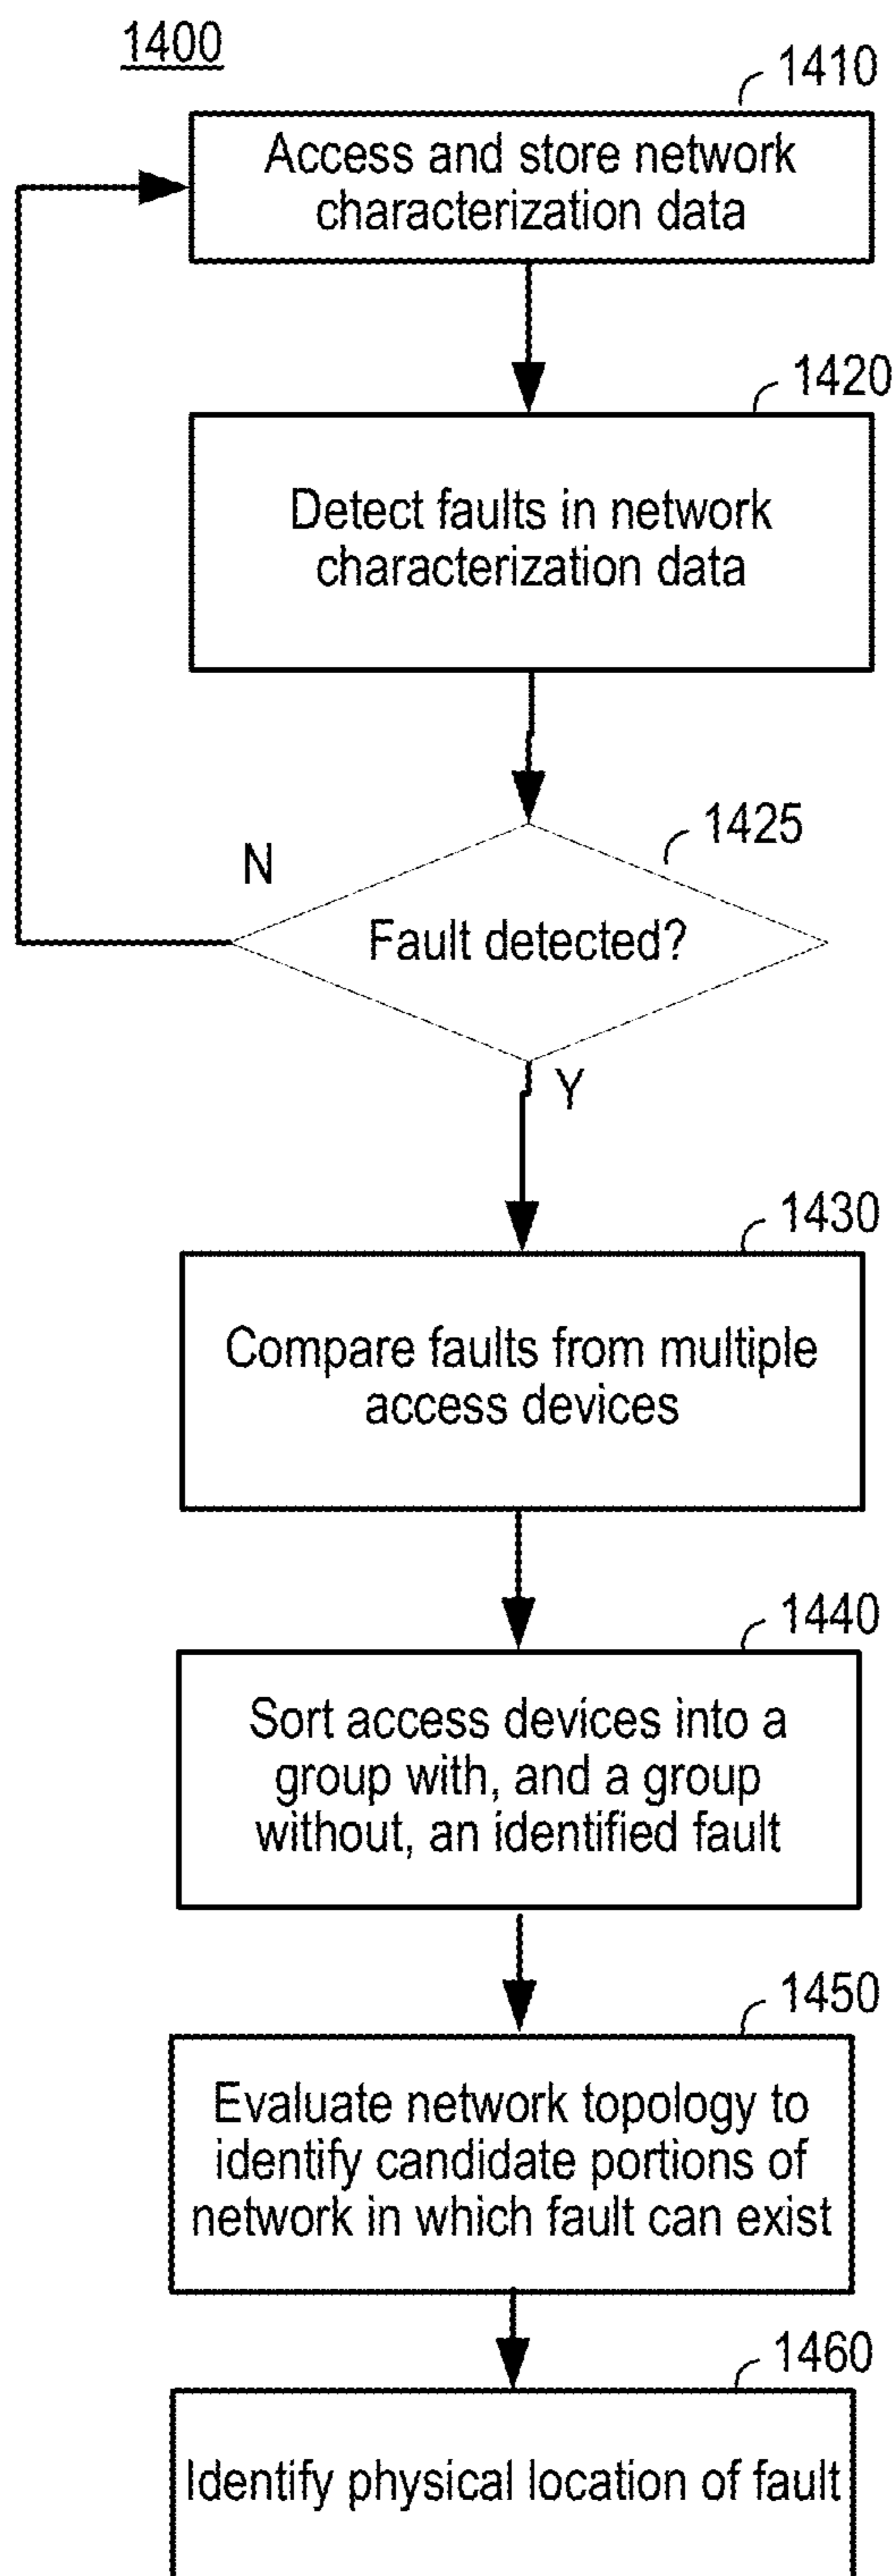 1400
1410
Access and store network
characterization data
1420
Detect faults in network
characterization data
1425
N
Fault detected?
Y
1430
Compare faults from multiple
access devices
1440
Sort access devices into a
group with, and a group
without, an identified fault
1450
Evaluate network topology to
identify candidate portions of
network in which fault can exist
1460
Identify physical location of fault